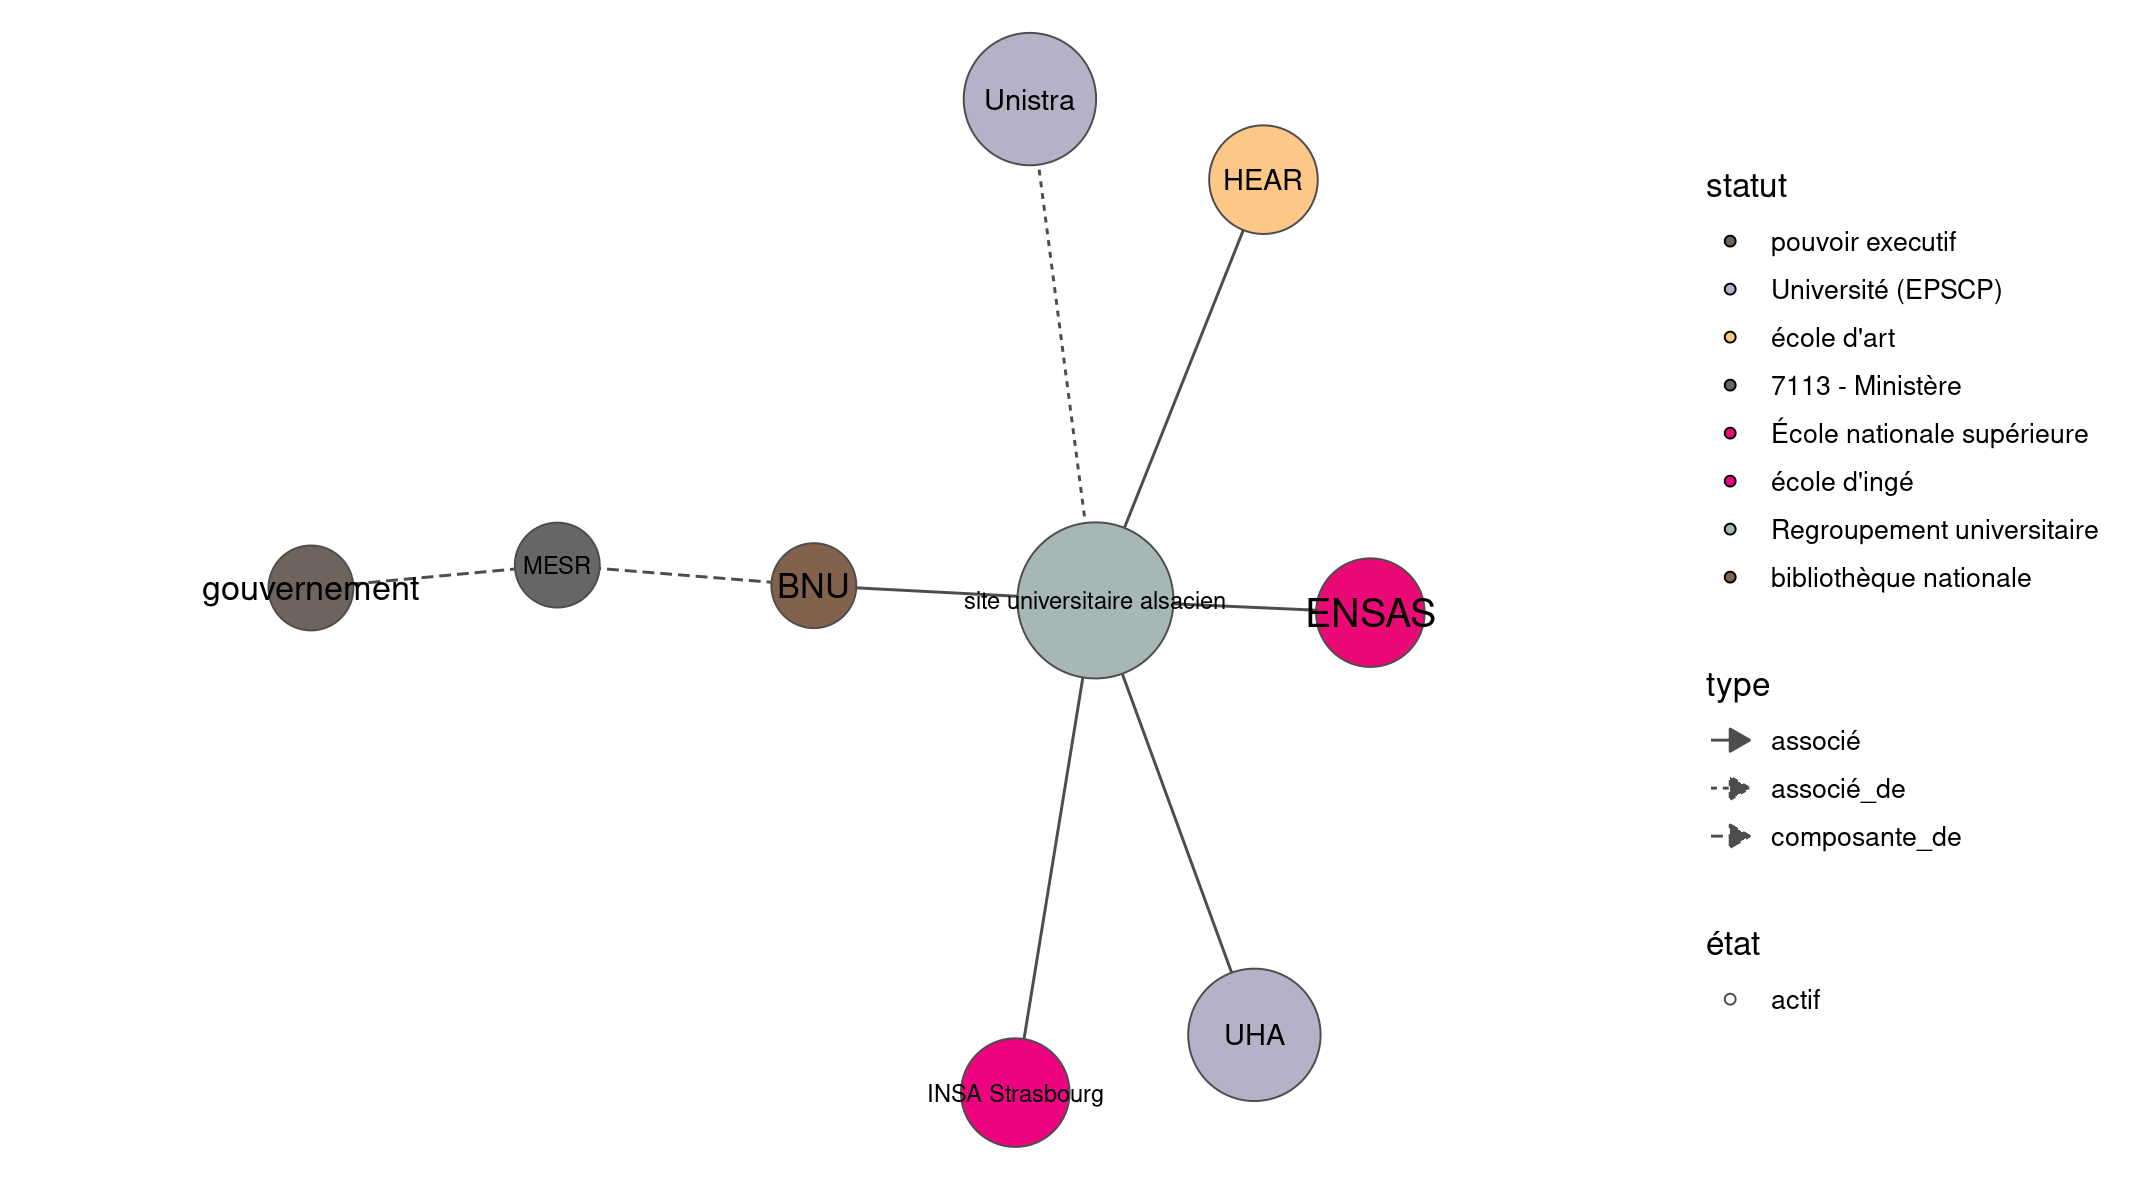 Unistra
HEAR
gouvernement
MESR
BNU
site universitaire alsacien
ENSAS
INSA Strasbourg
UHA
statut
pouvoir executif
Université (EPSCP)
école d'art
7113 - Ministère
École nationale supérieure
école d'ingé
Regroupement universitaire
bibliothèque nationale
type
associé
associé_de
composante_de
état
actif